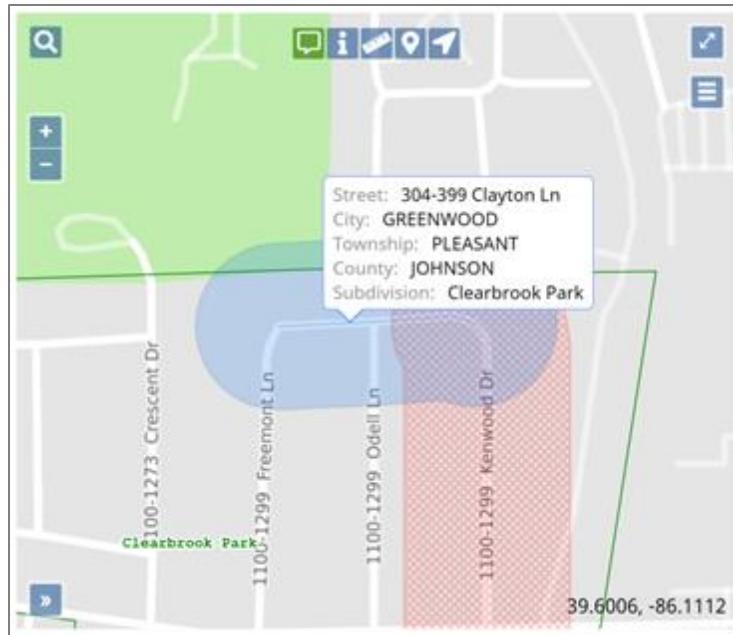 Street: 304-399 Clayton Ln
City: GREENWOOD
Township: PLEASANT
County: JOHNSON
Subdivision: Clearbrook Park
100-1273 Crescent Dr
1100-1299 Freemont Ln
1100-1299 Odell Ln
1100-1299 Kenwood Dr
Clearbrook Park
39.6006, -86.1112